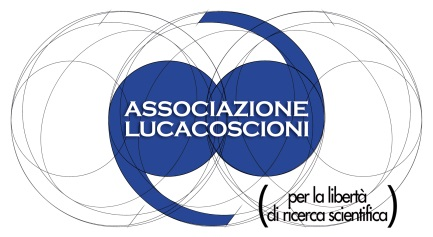 ASSOCIAZIONE
LUCACOSCIONI
(per la libertà
di ricerca scientifica)